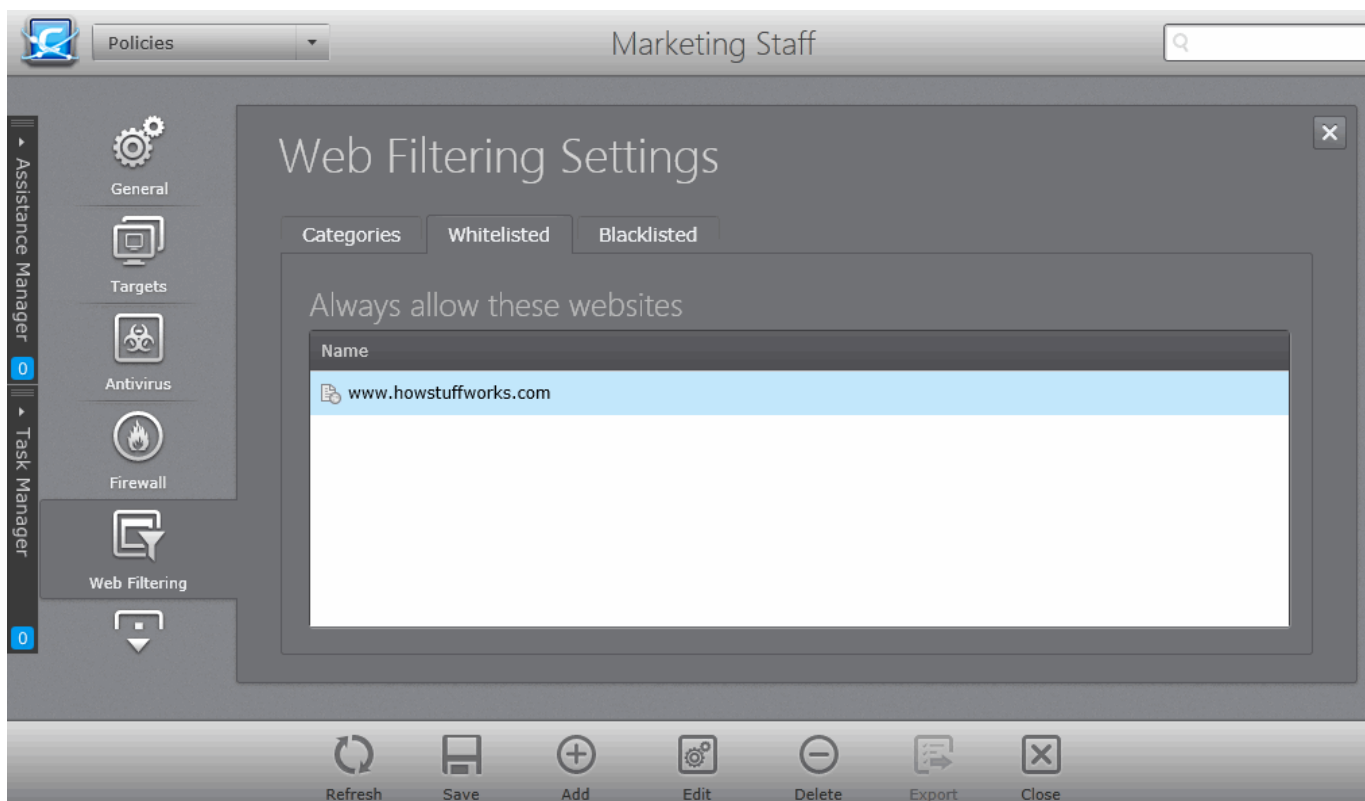 Policies
Marketing Staff
Assistance Manager
0
Task Manager
0
General
Targets
Antivirus
Firewall
Web Filtering
Web Filtering Settings
Categories Whitelisted Blacklisted
Always allow these websites
Name
www.howstuffworks.com
Refresh Save Add Edit Delete Export Close